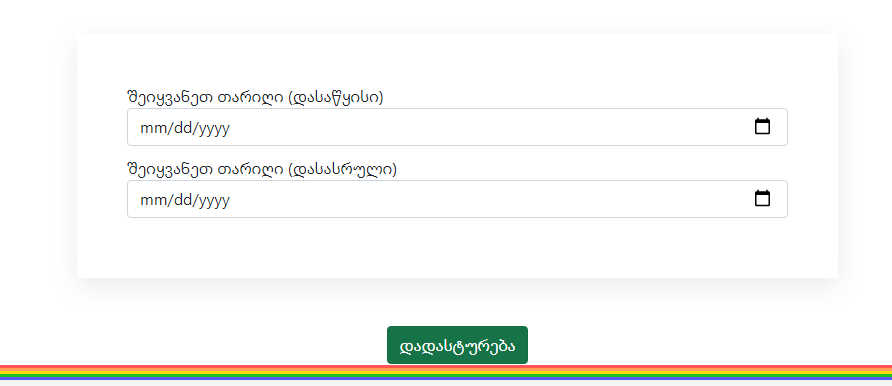 შეიყვანეთ თარიღი (დასაწყისი)
mm/dd/yyyy
შეიყვანეთ თარიღი (დასასრული)
mm/dd/yyyy
დადასტურება